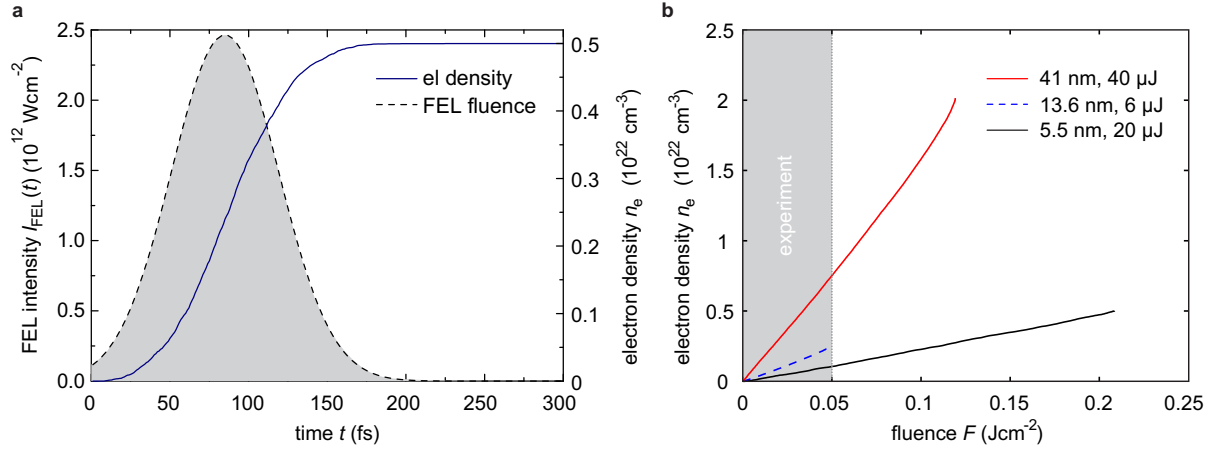 a
2.5
2.0
1.5
1.0
0.5
0.0
FEL intensity I_FEL(t) (10^12 Wcm^-2)
0
50
100
150
200
250
300
time t (fs)
0.5
0.4
0.3
0.2
0.1
0
electron density n_e (10^22 cm^-3)
el density
FEL fluence
b
2.5
2
1.5
1
0.5
0
electron density n_e (10^22 cm^-3)
0
0.05
0.1
0.15
0.2
0.25
fluence F (Jcm^-2)
experiment
41 nm, 40 µJ
13.6 nm, 6 µJ
5.5 nm, 20 µJ